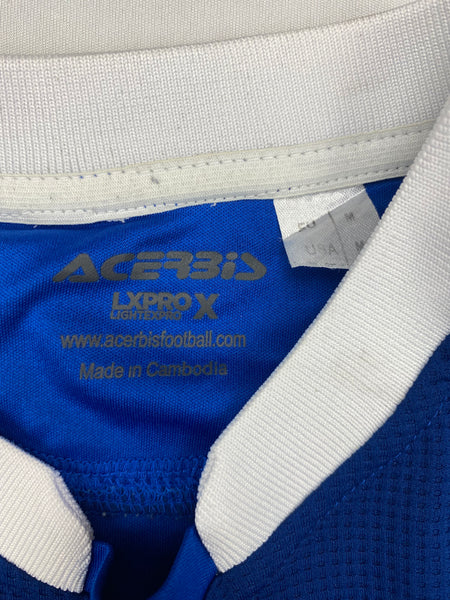 ACERBiS
LXPRO X
LIGHTEXPRO
www.acerbisfootball.com
Made in Cambodia
EU M
USA M